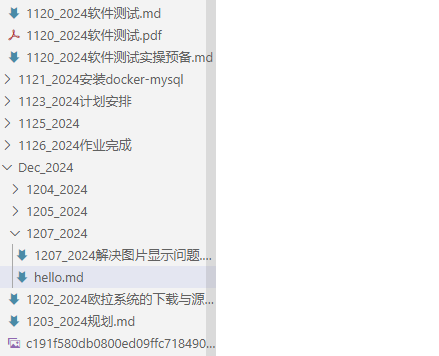 1120_2024软件测试.md
1120_2024软件测试.pdf
1120_2024软件测试实操预备.md
1121_2024安装docker-mysql
1123_2024计划安排
1125_2024
1126_2024作业完成
Dec_2024
1204_2024
1205_2024
1207_2024
1207_2024解决图片显示问题....
hello.md
1202_2024欧拉系统的下载与源...
1203_2024规划.md
c191f580db0800ed09ffc718490...